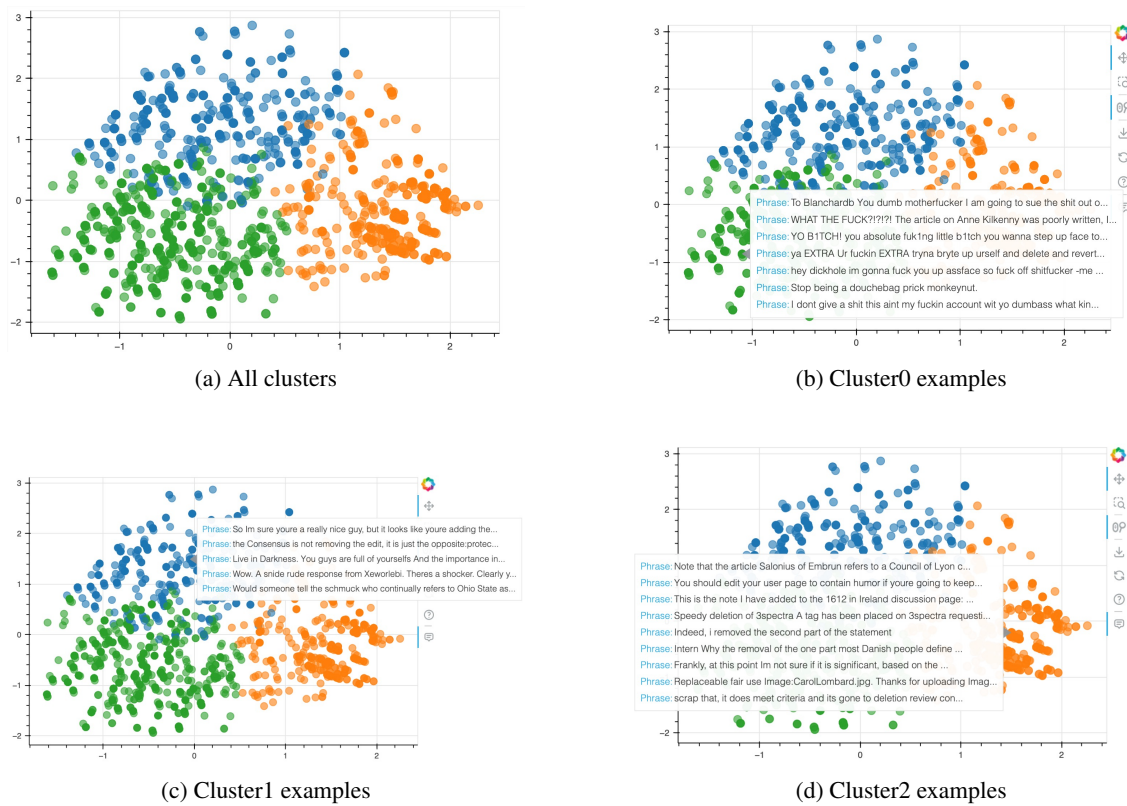 3
2
1
0
−1
−2
−1
0
1
2
(a) All clusters
3
2
1
0
−1
−2
−1
0
1
2
Phrase: To Blanchardb You dumb motherfucker I am going to sue the shit out o...
Phrase: WHAT THE FUCK?!?!?! The article on Anne Kilkenny was poorly written, I...
Phrase: YO B1TCH! you absolute fuk1ng little b1tch you wanna step up face to...
Phrase: ya EXTRA Ur fuckin EXTRA tryna bryte up urself and delete and revert...
Phrase: hey dickhole im gonna fuck you up assface so fuck off shitfucker -me ...
Phrase: Stop being a douchebag prick monkeynut.
Phrase: I dont give a shit this aint my fuckin account wit yo dumbass what kin...
(b) Cluster0 examples
3
2
1
0
−1
−2
−1
0
1
2
Phrase: So Im sure youre a really nice guy, but it looks like youre adding the...
Phrase: the Consensus is not removing the edit, it is just the opposite:protec...
Phrase: Live in Darkness. You guys are full of yourselfs And the importance in...
Phrase: Wow. A snide rude response from Xeworlebi. Theres a shocker. Clearly y...
Phrase: Would someone tell the schmuck who continually refers to Ohio State as...
(c) Cluster1 examples
3
2
−2
−1
0
1
2
Phrase: Note that the article Salonius of Embrun refers to a Council of Lyon c...
Phrase: You should edit your user page to contain humor if youre going to keep...
Phrase: This is the note I have added to the 1612 in Ireland discussion page: ...
Phrase: Speedy deletion of 3spectra A tag has been placed on 3spectra requesti...
Phrase: Indeed, i removed the second part of the statement
Phrase: Intern Why the removal of the one part most Danish people define ...
Phrase: Frankly, at this point Im not sure if it is significant, based on the ...
Phrase: Replaceable fair use Image:CarolLombard.jpg. Thanks for uploading Imag...
Phrase: scrap that, it does meet criteria and its gone to deletion review con...
(d) Cluster2 examples